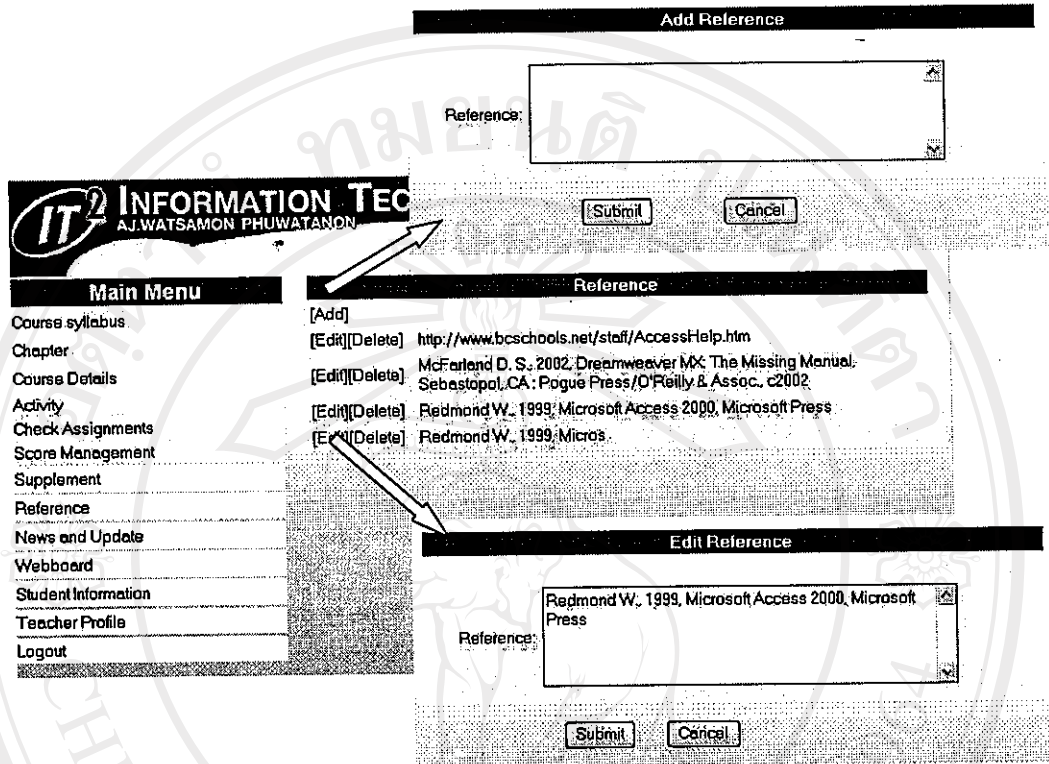 Add Reference
Reference:
Submit Cancel
IT2 INFORMATION TEC
AJ.WATSAMON PHUWATANON
Main Menu
Course syllabus
Chapter
Course Details
Activity
Check Assignments
Score Management
Supplement
Reference
News and Update
Webboard
Student Information
Teacher Profile
Logout
Reference
[Add]
[Edit][Delete] http://www.bcschools.net/staff/AccessHelp.htm
[Edit][Delete] McFarland D. S., 2002, Dreamweaver MX: The Missing Manual,
Sebastopol, CA : Pogue Press/O'Reilly & Assoc., c2002
[Edit][Delete] Redmond W., 1999, Microsoft Access 2000, Microsoft Press
[Edit][Delete] Redmond W., 1999, Micros
Edit Reference
Reference:
Redmond W., 1999, Microsoft Access 2000, Microsoft
Press
Submit Cancel